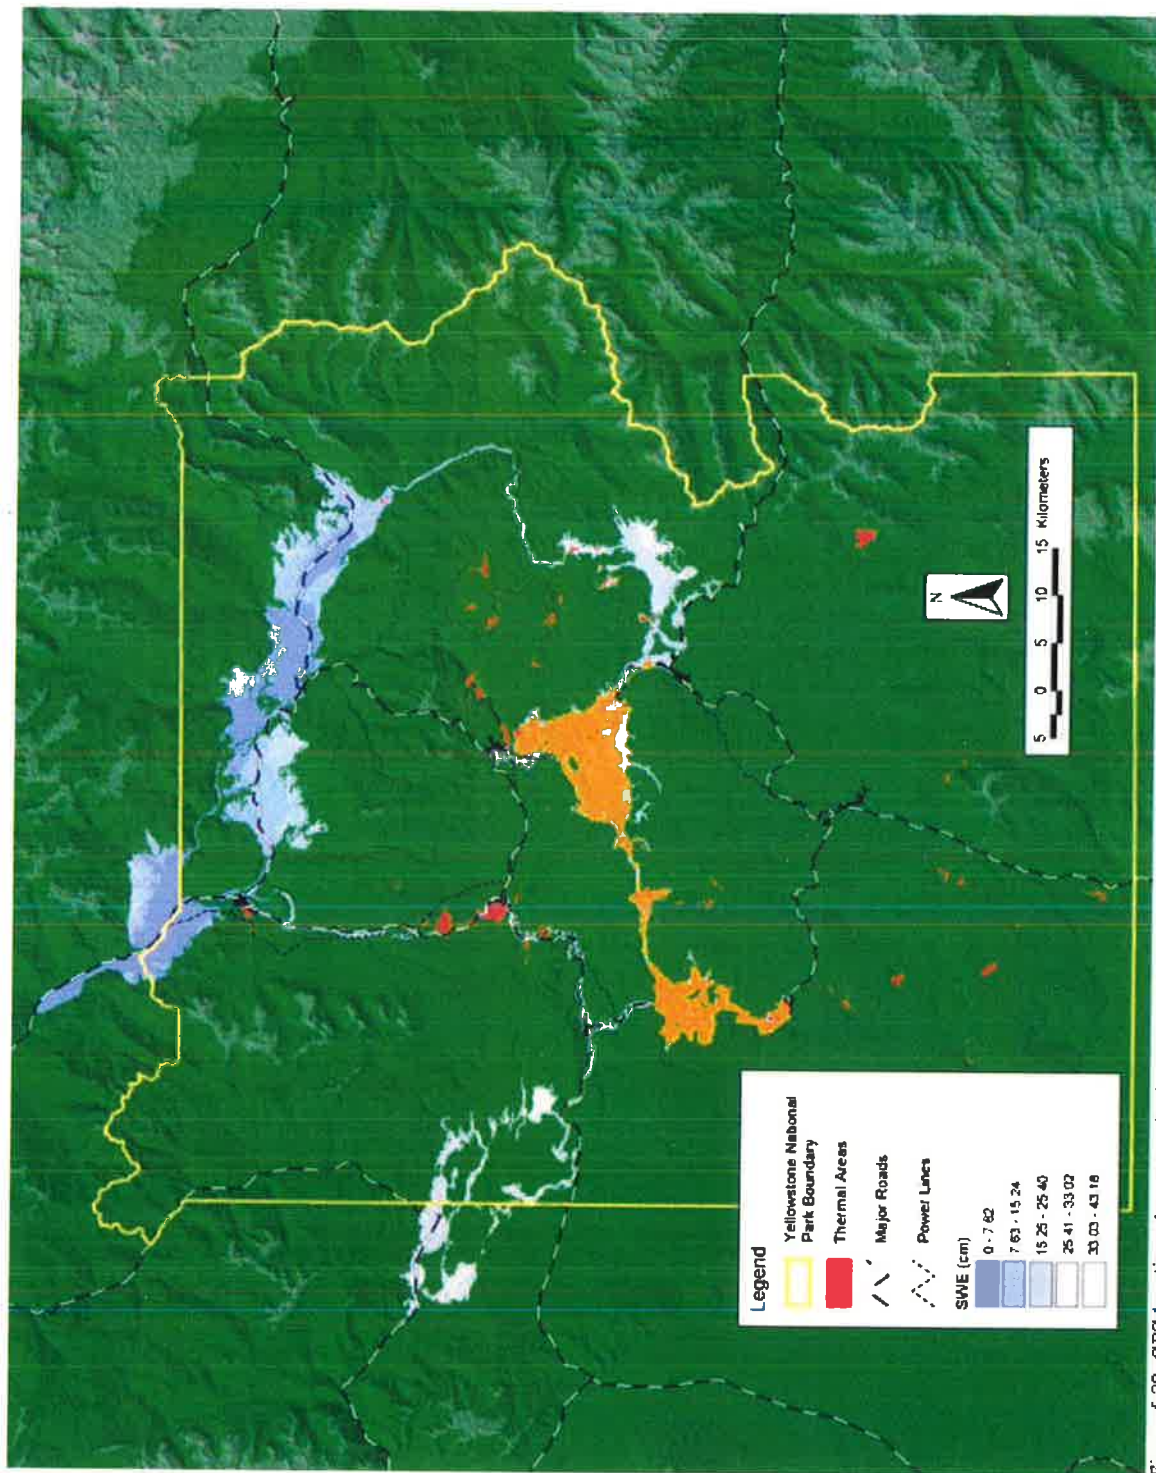 Legend
Yellowstone National
Park Boundary
Thermal Areas
Major Roads
Power Lines
SWE (cm)
0 - 7 62
7 63 - 15 24
15 25 - 25 40
25 41 - 33 02
33 03 - 43 18
N
5 0 5 10 15 Kilometers